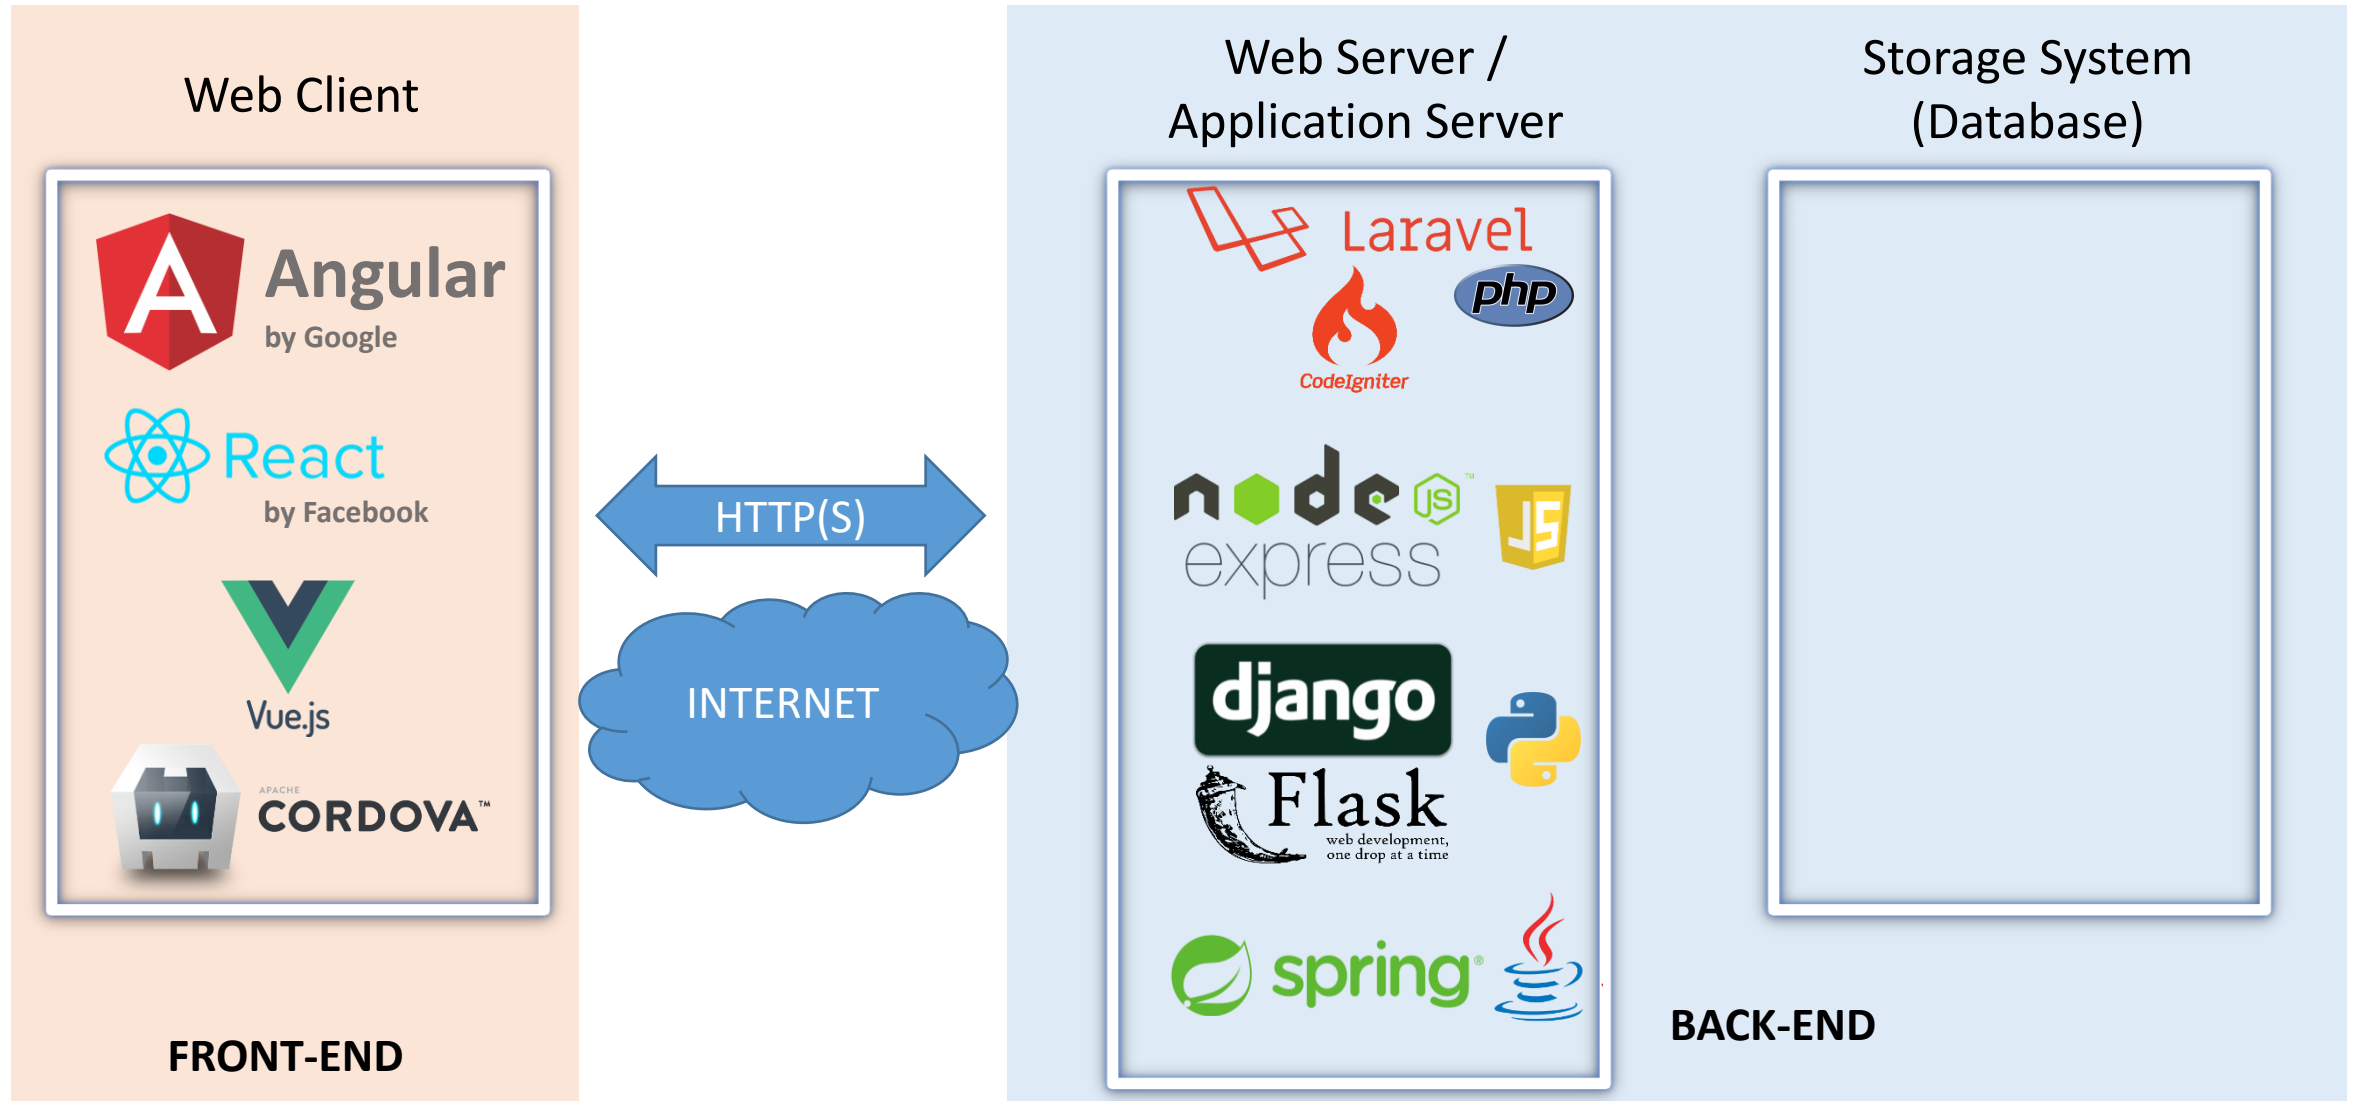 Web Client
Angular
by Google
React
by Facebook
Vue.js
APACHE
CORDOVA™
FRONT-END
HTTP(S)
INTERNET
Web Server /
Application Server
Laravel
php
CodeIgniter
node JS™
JS
express
django
Flask
web development,
one drop at a time
spring®
Storage System
(Database)
BACK-END